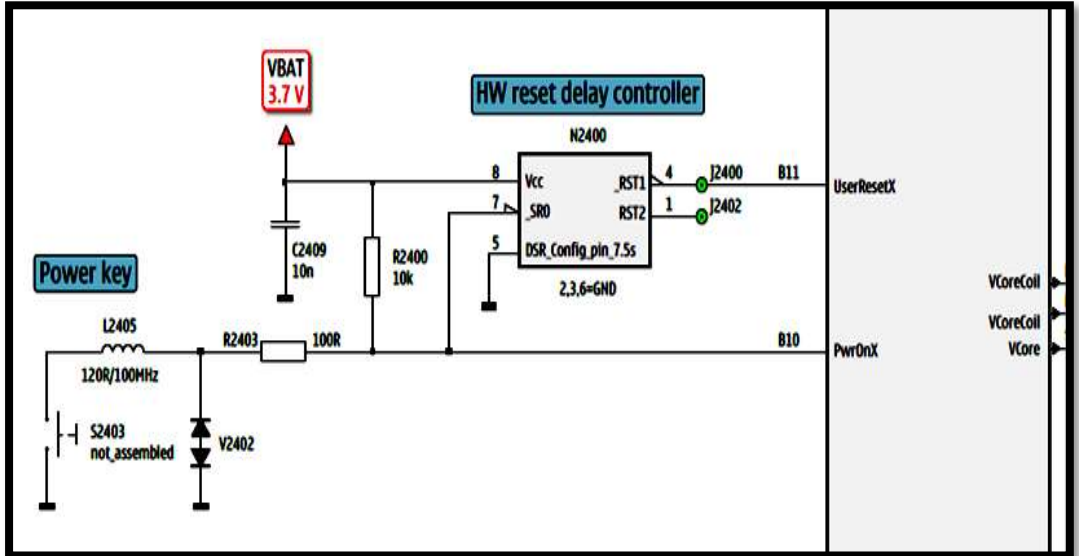 VBAT
3.7 V
HW reset delay controller
N2400
8
Vcc
_RST1
4
J2400
B11
UserResetX
7
_SR0
RST2
1
J2402
5
DSR_Config_pin_7.5s
2,3,6=GND
C2409
10n
R2400
10k
Power key
L2405
120R/100MHz
R2403
100R
B10
PwrOnX
VCoreCoil
VCoreCoil
VCore
S2403
not_assembled
V2402